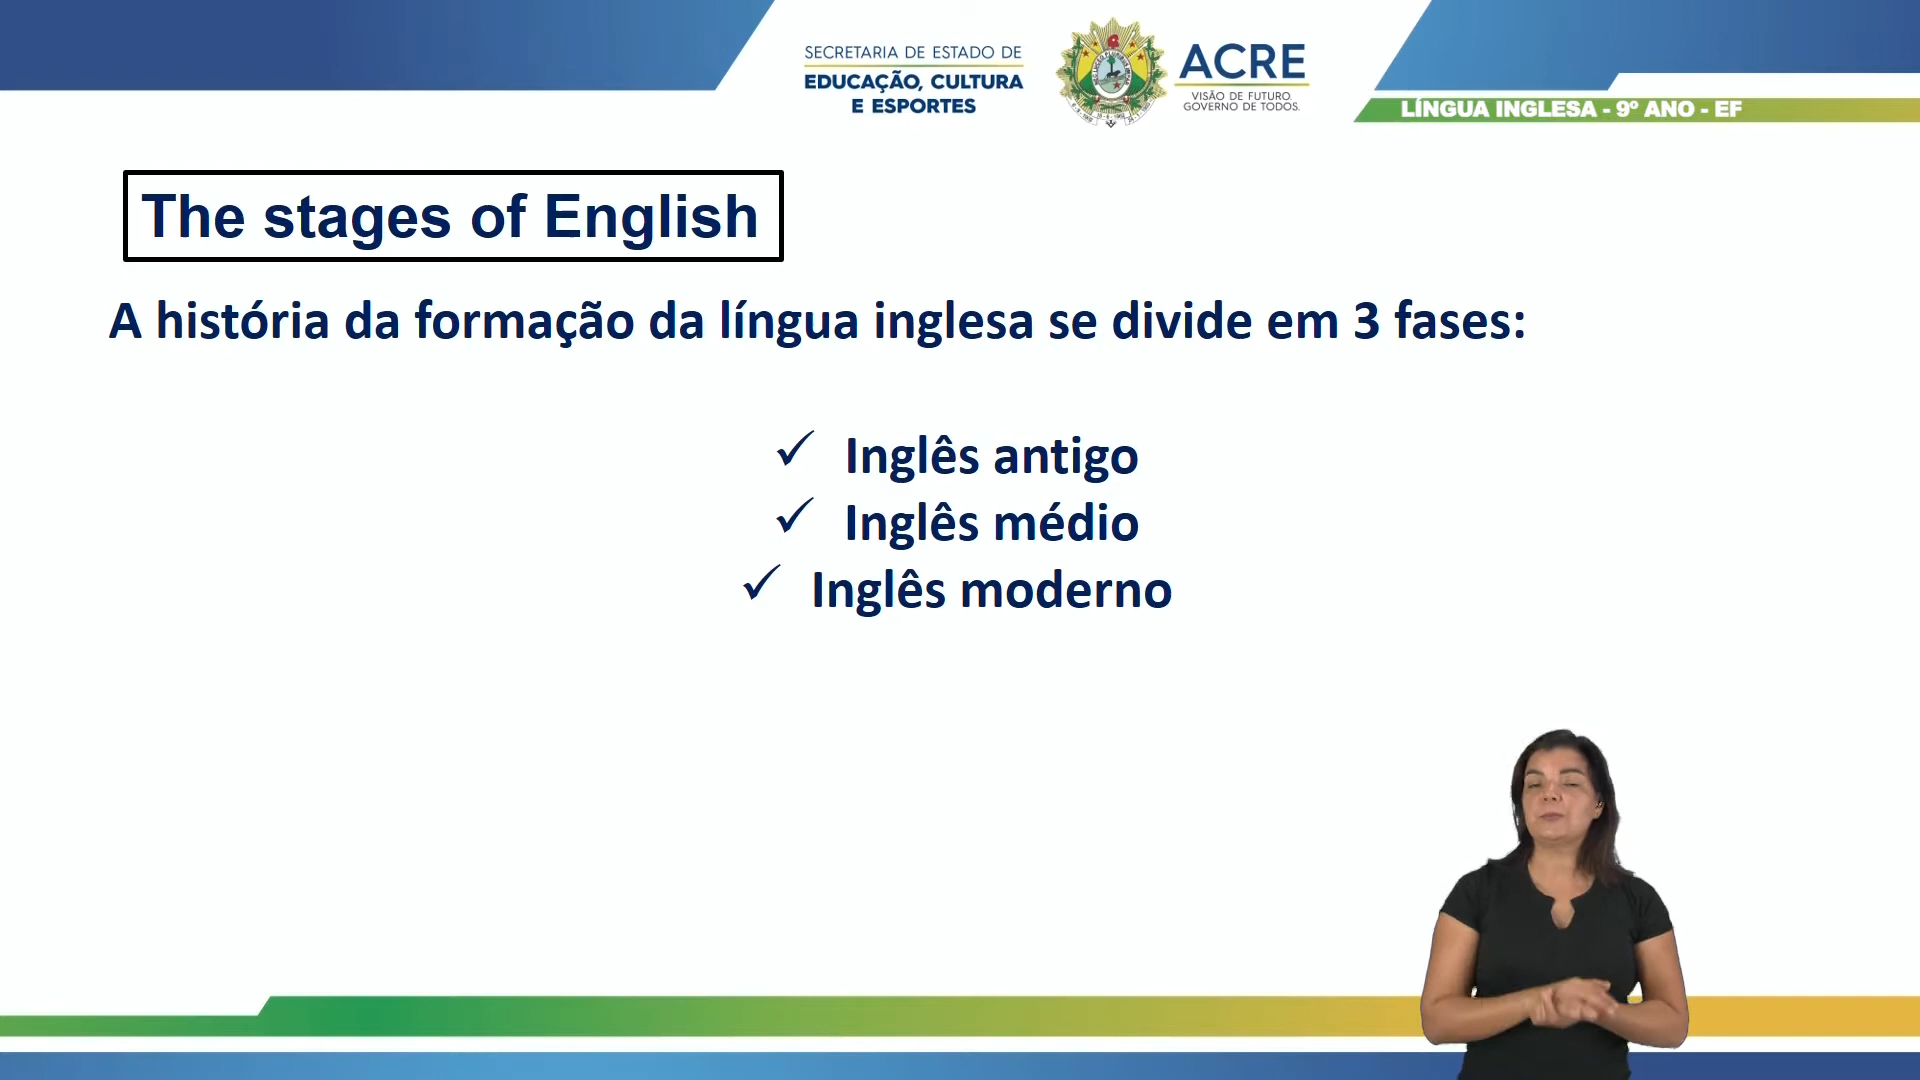 SECRETARIA DE ESTADO DE
EDUCAÇÃO, CULTURA
E ESPORTES
ACRE
VISÃO DE FUTURO.
GOVERNO DE TODOS.
LÍNGUA INGLESA - 9º ANO - EF
The stages of English
A história da formação da língua inglesa se divide em 3 fases:
✓ Inglês antigo
✓ Inglês médio
✓ Inglês moderno